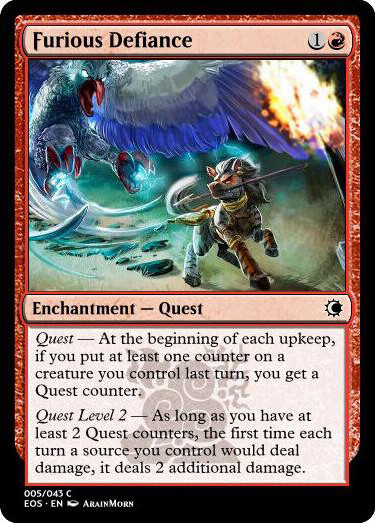 Furious Defiance 1
Enchantment — Quest
Quest — At the beginning of each upkeep,
if you put at least one counter on a
creature you control last turn, you get a
Quest counter.
Quest Level 2 — As long as you have at
least 2 Quest counters, the first time each
turn a source you control would deal
damage, it deals 2 additional damage.
005/043 C
EOS · EN ArainMorn